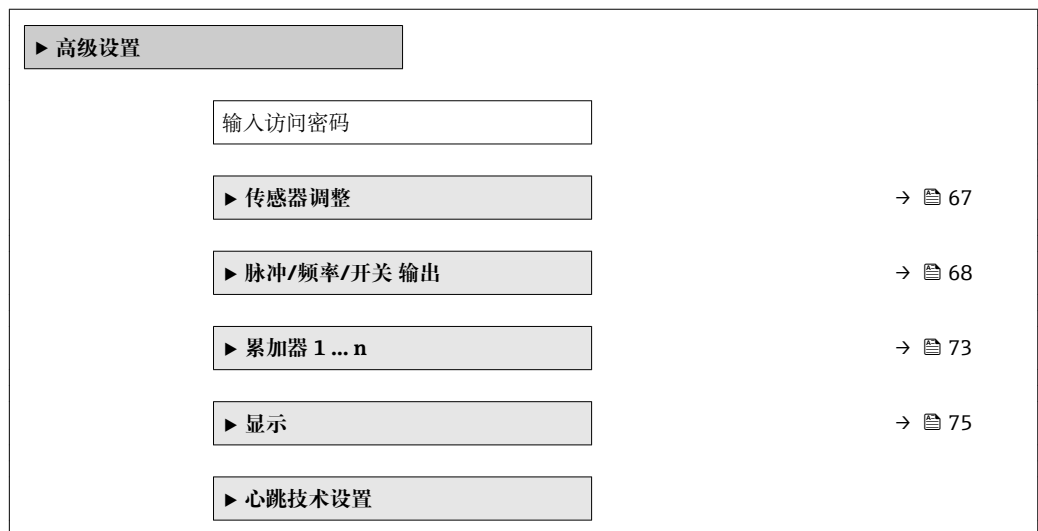 ▶ 高级设置
输入访问密码
▶ 传感器调整 → 67
▶ 脉冲/频率/开关 输出 → 68
▶ 累加器 1 … n → 73
▶ 显示 → 75
▶ 心跳技术设置